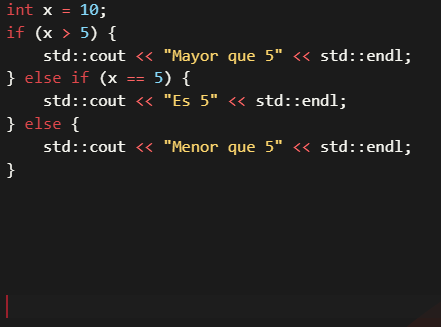 int x = 10;
if (x > 5) {
    std::cout << "Mayor que 5" << std::endl;
} else if (x == 5) {
    std::cout << "Es 5" << std::endl;
} else {
    std::cout << "Menor que 5" << std::endl;
}